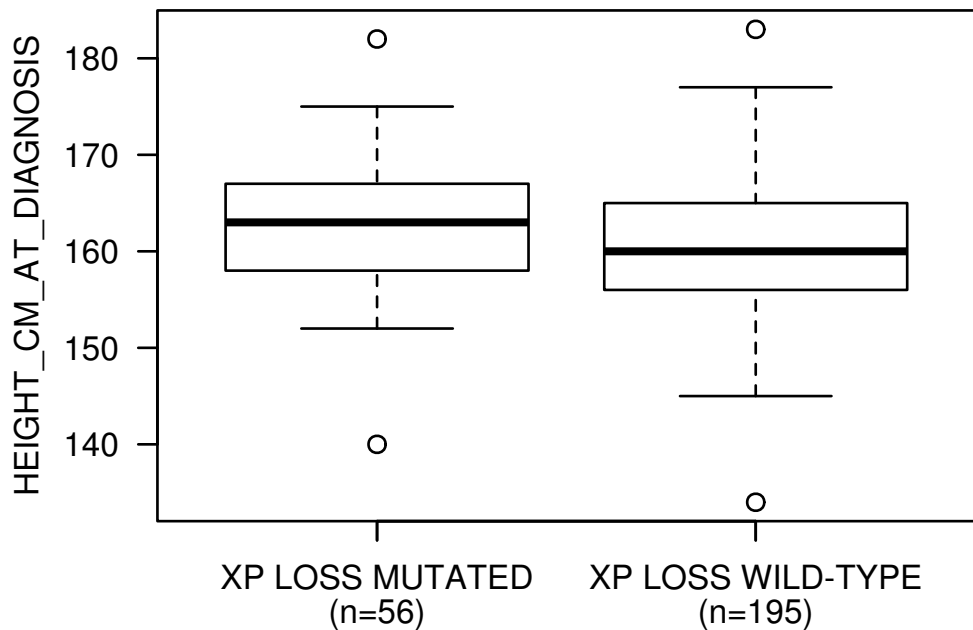 HEIGHT_CM_AT_DIAGNOSIS
180
170
160
150
140
XP LOSS MUTATED
(n=56)
XP LOSS WILD-TYPE
(n=195)